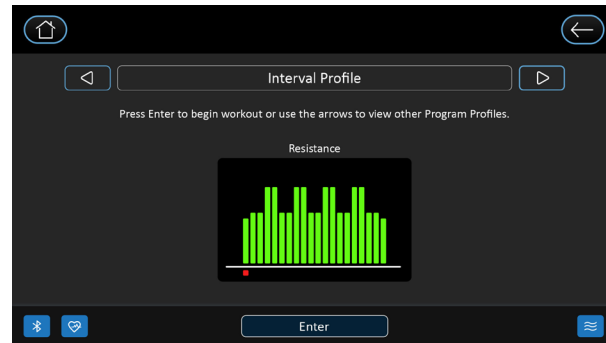 Interval Profile
Press Enter to begin workout or use the arrows to view other Program Profiles.
Resistance
Enter